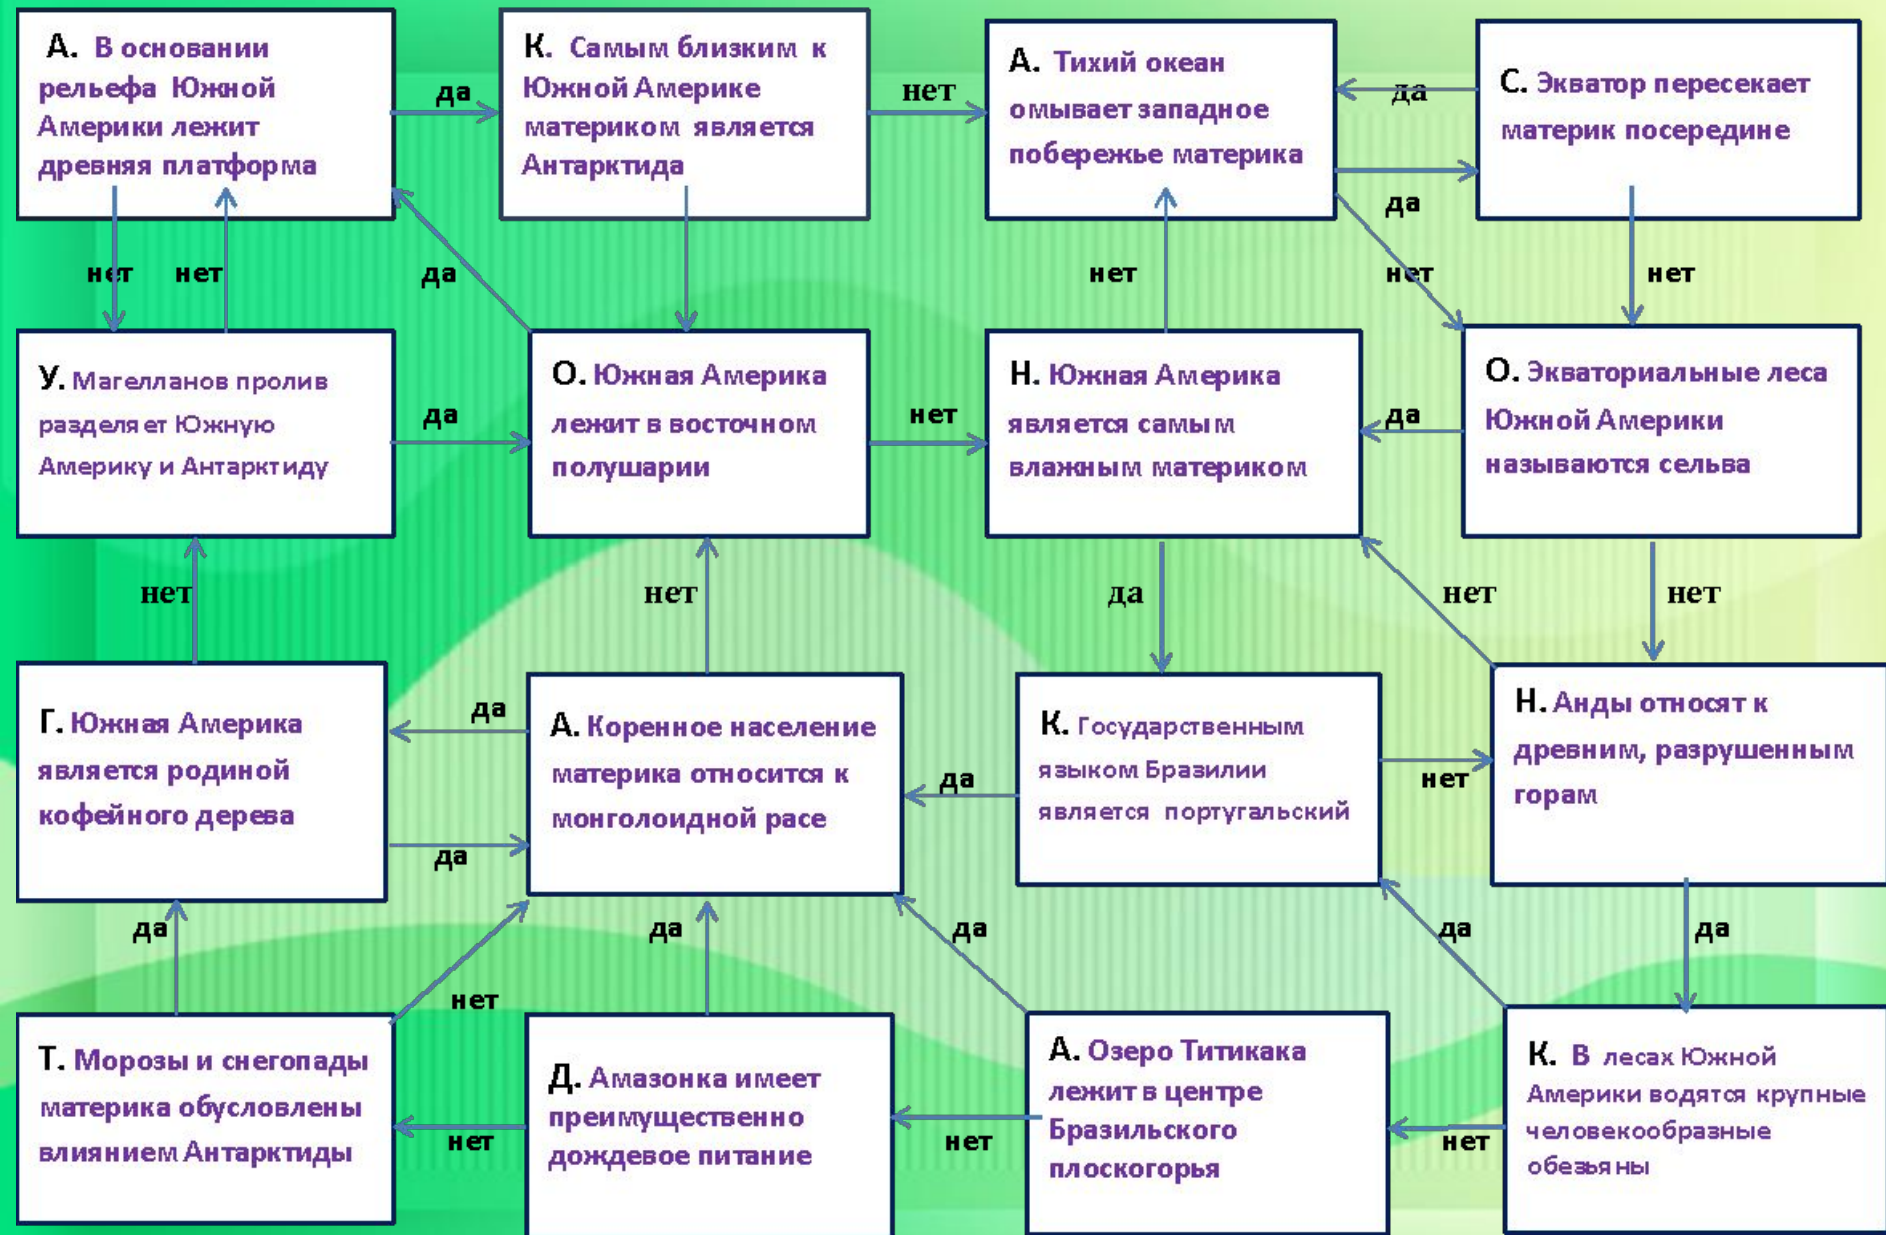 А. В основании
рельефа Южной
Америки лежит
древняя платформа
да
К. Самым близким к
Южной Америке
материком является
Антарктида
нет
А. Тихий океан
омывает западное
побережье материка
да
да
С. Экватор пересекает
материк посередине
нет
нет
да
нет
нет
нет
У. Магелланов пролив
разделяет Южную
Америку и Антарктиду
да
О. Южная Америка
лежит в восточном
полушарии
нет
Н. Южная Америка
является самым
влажным материком
да
О. Экваториальные леса
Южной Америки
называются сельва
нет
нет
да
нет
нет
Г. Южная Америка
является родиной
кофейного дерева
да
да
А. Коренное население
материка относится к
монголоидной расе
да
К. Государственным
языком Бразилии
является португальский
нет
Н. Анды относят к
древним, разрушенным
горам
да
нет
да
да
да
да
Т. Морозы и снегопады
материка обусловлены
влиянием Антарктиды
нет
Д. Амазонка имеет
преимущественно
дождевое питание
нет
А. Озеро Титикака
лежит в центре
Бразильского
плоскогорья
нет
К. В лесах Южной
Америки водятся крупные
человекообразные
обезьяны